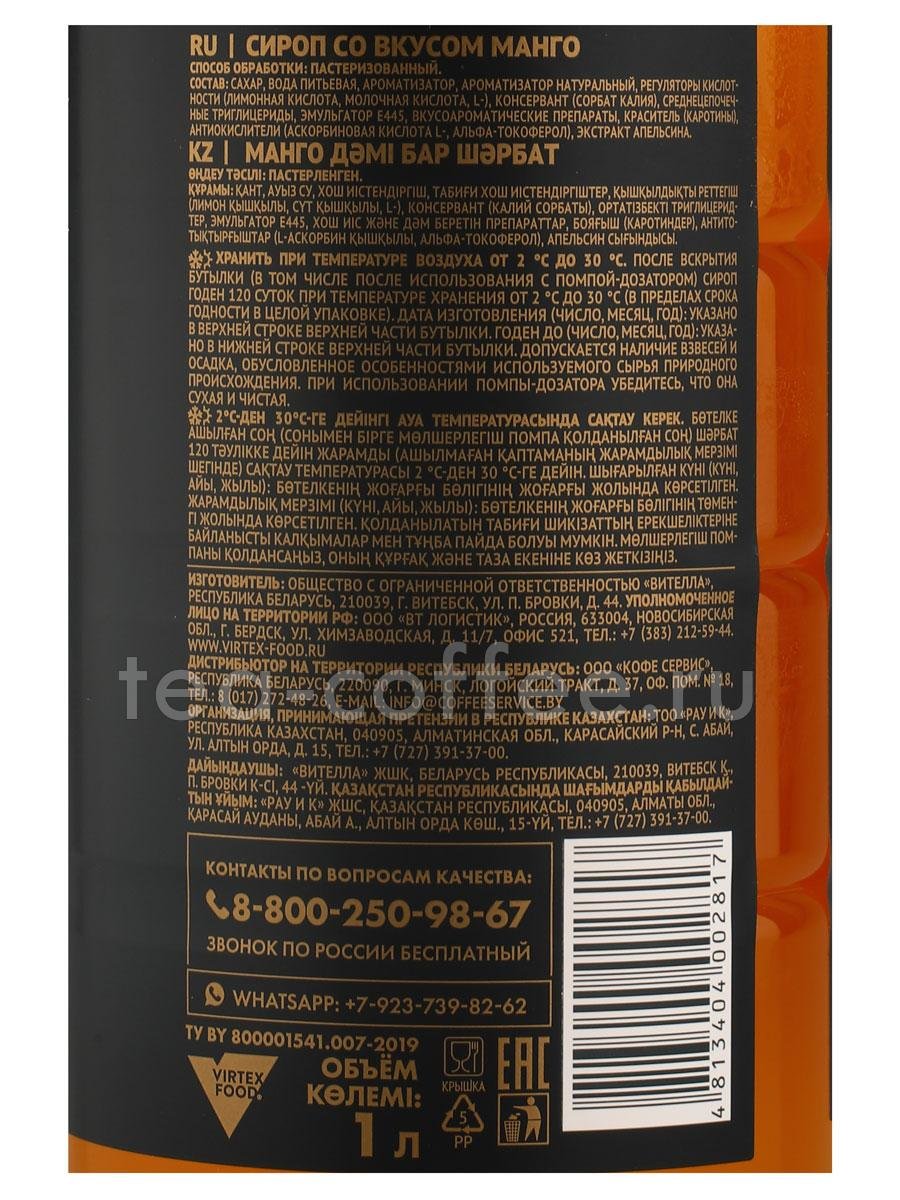 RU | СИРОП СО ВКУСОМ МАНГО
СПОСОБ ОБРАБОТКИ: ПАСТЕРИЗОВАННЫЙ.
СОСТАВ: САХАР, ВОДА ПИТЬЕВАЯ, АРОМАТИЗАТОР, АРОМАТИЗАТОР НАТУРАЛЬНЫЙ, РЕГУЛЯТОРЫ КИСЛОТ-
НОСТИ (ЛИМОННАЯ КИСЛОТА, МОЛОЧНАЯ КИСЛОТА, L-), КОНСЕРВАНТ (СОРБАТ КАЛИЯ), СРЕДНЕЦЕПОЧЕЧ-
НЫЕ ТРИГЛИЦЕРИДЫ, ЭМУЛЬГАТОР Е445, ВКУСОАРОМАТИЧЕСКИЕ ПРЕПАРАТЫ, КРАСИТЕЛЬ (КАРОТИНЫ),
АНТИОКИСЛИТЕЛИ (АСКОРБИНОВАЯ КИСЛОТА L-, АЛЬФА-ТОКОФЕРОЛ), ЭКСТРАКТ АПЕЛЬСИНА.
KZ | МАНГО ДӘМІ БАР ШӘРБАТ
ӨҢДЕУ ТӘСІЛІ: ПАСТЕРЛЕНГЕН.
ҚҰРАМЫ: ҚАНТ, АУЫЗ СУ, ХОШ ИІСТЕНДІРГІШ, ТАБИҒИ ХОШ ИІСТЕНДІРГІШТЕР, ҚЫШҚЫЛДЫҚТЫ РЕТТЕГІШ
(ЛИМОН ҚЫШҚЫЛЫ, СҮТ ҚЫШҚЫЛЫ, L-), КОНСЕРВАНТ (КАЛИЙ СОРБАТЫ), ОРТАТІЗБЕКТІ ТРИГЛИЦЕРИД-
ТЕР, ЭМУЛЬГАТОР Е445, ХОШ ИІС ЖӘНЕ ДӘМ БЕРЕТІН ПРЕПАРАТТАР, БОЯҒЫШ (КАРОТИНДЕР), АНТИТО-
ТЫҚТЫРҒЫШТАР (L-АСКОРБИН ҚЫШҚЫЛЫ, АЛЬФА-ТОКОФЕРОЛ), АПЕЛЬСИН СЫҒЫНДЫСЫ.
ХРАНИТЬ ПРИ ТЕМПЕРАТУРЕ ВОЗДУХА ОТ 2 °С ДО 30 °С. ПОСЛЕ ВСКРЫТИЯ
БУТЫЛКИ (В ТОМ ЧИСЛЕ ПОСЛЕ ИСПОЛЬЗОВАНИЯ С ПОМПОЙ-ДОЗАТОРОМ) СИРОП
ГОДЕН 120 СУТОК ПРИ ТЕМПЕРАТУРЕ ХРАНЕНИЯ ОТ 2 °С ДО 30 °С (В ПРЕДЕЛАХ СРОКА
ГОДНОСТИ В ЦЕЛОЙ УПАКОВКЕ). ДАТА ИЗГОТОВЛЕНИЯ (ЧИСЛО, МЕСЯЦ, ГОД): УКАЗАНО
В ВЕРХНЕЙ СТРОКЕ ВЕРХНЕЙ ЧАСТИ БУТЫЛКИ. ГОДЕН ДО (ЧИСЛО, МЕСЯЦ, ГОД): УКАЗА-
НО В НИЖНЕЙ СТРОКЕ ВЕРХНЕЙ ЧАСТИ БУТЫЛКИ. ДОПУСКАЕТСЯ НАЛИЧИЕ ВЗВЕСЕЙ И
ОСАДКА, ОБУСЛОВЛЕННОЕ ОСОБЕННОСТЯМИ ИСПОЛЬЗУЕМОГО СЫРЬЯ ПРИРОДНОГО
ПРОИСХОЖДЕНИЯ. ПРИ ИСПОЛЬЗОВАНИИ ПОМПЫ-ДОЗАТОРА УБЕДИТЕСЬ, ЧТО ОНА
СУХАЯ И ЧИСТАЯ.
2°С-ДЕН 30°С-ГЕ ДЕЙІНГІ АУА ТЕМПЕРАТУРАСЫНДА САҚТАУ КЕРЕК. БӨТЕЛКЕ
АШЫЛҒАН СОҢ (СОНЫМЕН БІРГЕ МӨЛШЕРЛЕГІШ ПОМПА ҚОЛДАНЫЛҒАН СОҢ) ШӘРБАТ
120 ТӘУЛІККЕ ДЕЙІН ЖАРАМДЫ (АШЫЛМАҒАН ҚАПТАМАНЫҢ ЖАРАМДЫЛЫҚ МЕРЗІМІ
ШЕГІНДЕ) САҚТАУ ТЕМПЕРАТУРАСЫ 2 °С-ДЕН 30 °С-ГЕ ДЕЙІН. ШЫҒАРЫЛҒАН КҮНІ (КҮНІ,
АЙЫ, ЖЫЛЫ): БӨТЕЛКЕНІҢ ЖОҒАРҒЫ БӨЛІГІНІҢ ЖОҒАРҒЫ ЖОЛЫНДА КӨРСЕТІЛГЕН.
ЖАРАМДЫЛЫҚ МЕРЗІМІ (КҮНІ, АЙЫ, ЖЫЛЫ): БӨТЕЛКЕНІҢ ЖОҒАРҒЫ БӨЛІГІНІҢ ТӨМЕН-
ГІ ЖОЛЫНДА КӨРСЕТІЛГЕН. ҚОЛДАНЫЛАТЫН ТАБИҒИ ШИКІЗАТТЫҢ ЕРЕКШЕЛІКТЕРІНЕ
БАЙЛАНЫСТЫ КАЛҚЫМАЛАР МЕН ТҰНБА ПАЙДА БОЛУЫ МУМКІН. МӨЛШЕРЛЕГІШ ПОМ-
ПАНЫ ҚОЛДАНСАҢЫЗ, ОНЫҢ ҚҰРҒАҚ ЖӘНЕ ТАЗА ЕКЕНІНЕ КӨЗ ЖЕТКІЗІҢІЗ.
ИЗГОТОВИТЕЛЬ: ОБЩЕСТВО С ОГРАНИЧЕННОЙ ОТВЕТСТВЕННОСТЬЮ «ВИТЕЛЛА»,
РЕСПУБЛИКА БЕЛАРУСЬ, 210039, Г. ВИТЕБСК, УЛ. П. БРОВКИ, Д. 44. УПОЛНОМОЧЕННОЕ
ЛИЦО НА ТЕРРИТОРИИ РФ: ООО «ВТ ЛОГИСТИК», РОССИЯ, 633004, НОВОСИБИРСКАЯ
ОБЛ., Г. БЕРДСК, УЛ. ХИМЗАВОДСКАЯ, Д. 11/7, ОФИС 521, ТЕЛ.: +7 (383) 212-59-44.
WWW.VIRTEX-FOOD.RU
ДИСТРИБЬЮТОР НА ТЕРРИТОРИИ РЕСПУБЛИКИ БЕЛАРУСЬ: ООО «КОФЕ СЕРВИС»,
РЕСПУБЛИКА БЕЛАРУСЬ, 220090, Г. МИНСК, ЛОГОЙСКИЙ ТРАКТ, Д. 37, ОФ. ПОМ. № 18,
ТЕЛ.: 8 (017) 272-48-26, E-MAIL: INFO@COFFEESERVICE.BY
tea-coffee.ru
ОРГАНИЗАЦИЯ, ПРИНИМАЮЩАЯ ПРЕТЕНЗИИ В РЕСПУБЛИКЕ КАЗАХСТАН: ТОО «РАУ И К»,
РЕСПУБЛИКА КАЗАХСТАН, 040905, АЛМАТИНСКАЯ ОБЛ., КАРАСАЙСКИЙ Р-Н, С. АБАЙ,
УЛ. АЛТЫН ОРДА, Д. 15, ТЕЛ.: +7 (727) 391-37-00.
ДАЙЫНДАУШЫ: «ВИТЕЛЛА» ЖШҚ, БЕЛАРУСЬ РЕСПУБЛИКАСЫ, 210039, ВИТЕБСК Қ.,
П. БРОВКИ К-СІ, 44 -ҮЙ. ҚАЗАҚСТАН РЕСПУБЛИКАСЫНДА ШАҒЫМДАРДЫ ҚАБЫЛДАЙ-
ТЫН ҰЙЫМ: «РАУ И К» ЖШС, ҚАЗАҚСТАН РЕСПУБЛИКАСЫ, 040905, АЛМАТЫ ОБЛ.,
ҚАРАСАЙ АУДАНЫ, АБАЙ А., АЛТЫН ОРДА КӨШ., 15-ҮЙ, ТЕЛ.: +7 (727) 391-37-00.
КОНТАКТЫ ПО ВОПРОСАМ КАЧЕСТВА:
8-800-250-98-67
ЗВОНОК ПО РОССИИ БЕСПЛАТНЫЙ
WHATSAPP: +7-923-739-82-62
ТУ BY 800001541.007-2019
VIRTEX
FOOD®
ОБЪЁМ
КӨЛЕМІ:
1 л
КРЫШКА
5
PP
EAC
4 813404 002817